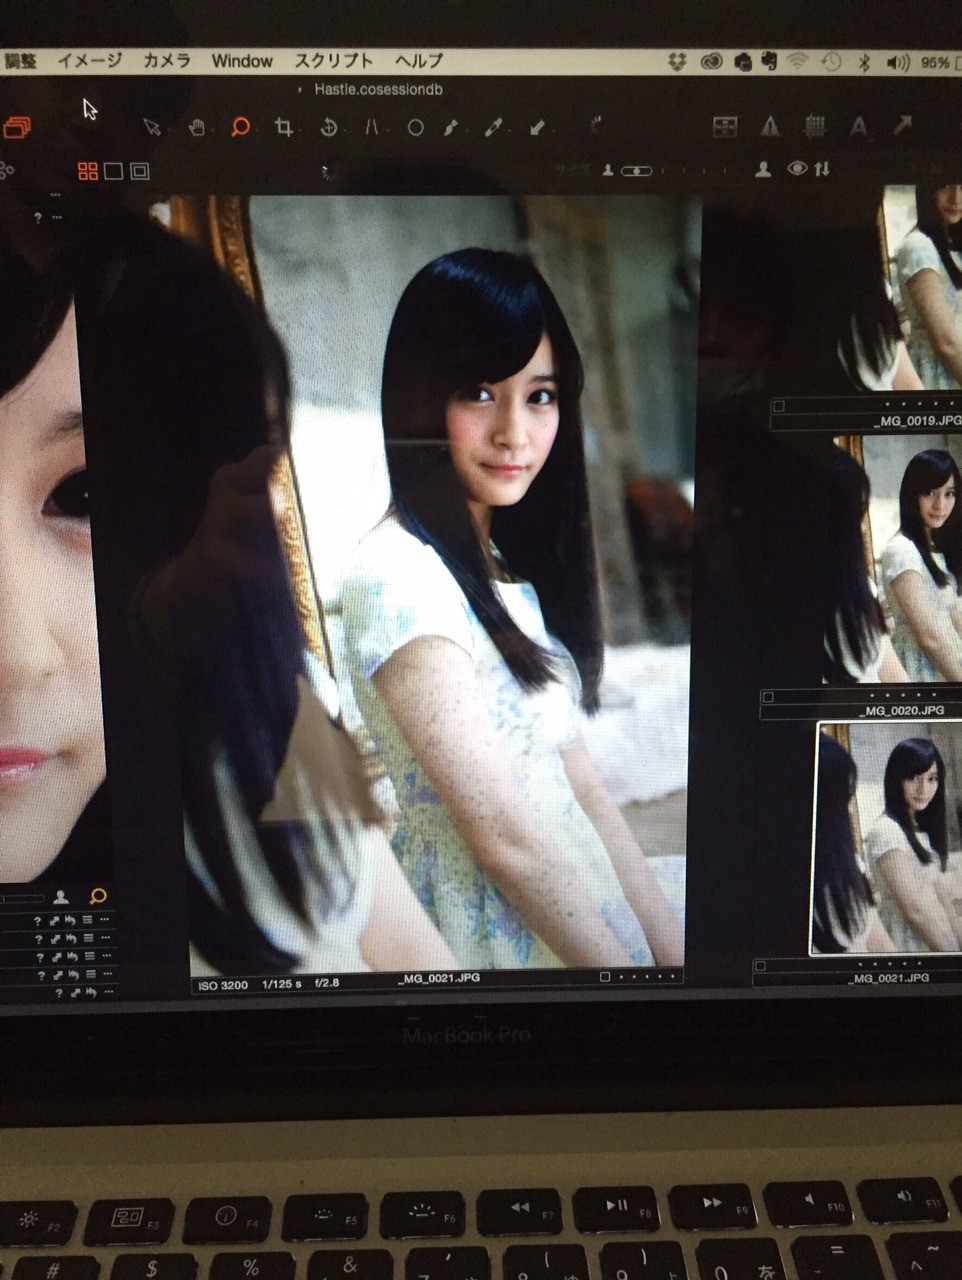 調整 イメージ カメラ Window スクリプト ヘルプ 95%
Hastle.cosessiondb
サイズ
_MG_0019.JPG
_MG_0020.JPG
ISO 3200 1/125 s f/2.8 _MG_0021.JPG
_MG_0021.JPG
MacBook Pro
F2 F3 F4 F5 F6 F7 F8 F9 F10 F11
# $ % & ' ( ) = ~
^